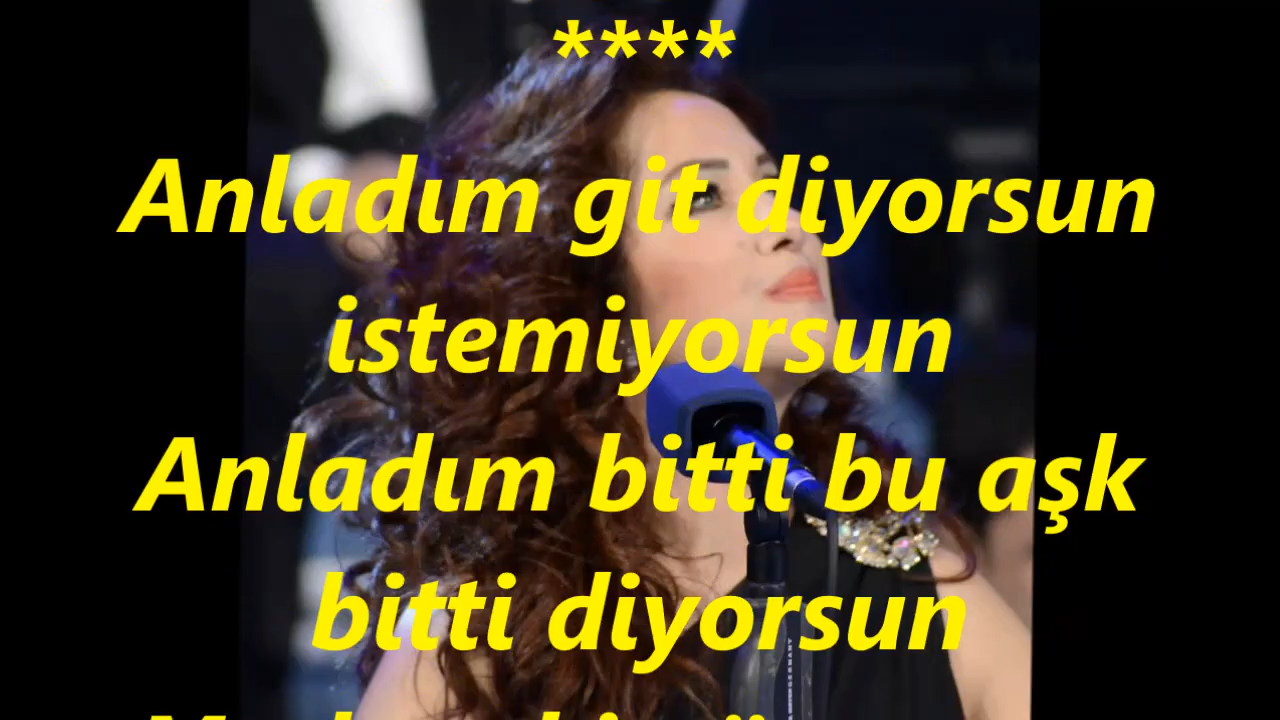 ****
Anladım git diyorsun
istemiyorsun
Anladım bitti bu aşk
bitti diyorsun